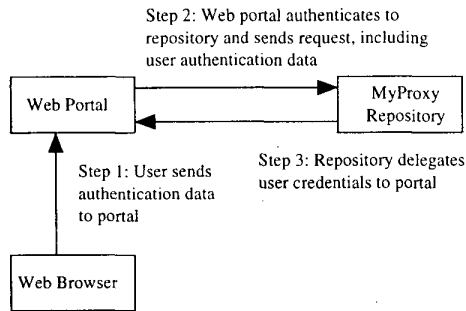 Step 2: Web portal authenticates to
repository and sends request, including
user authentication data
Web Portal
MyProxy
Repository
Step 3: Repository delegates
user credentials to portal
Step 1: User sends
authentication data
to portal
Web Browser